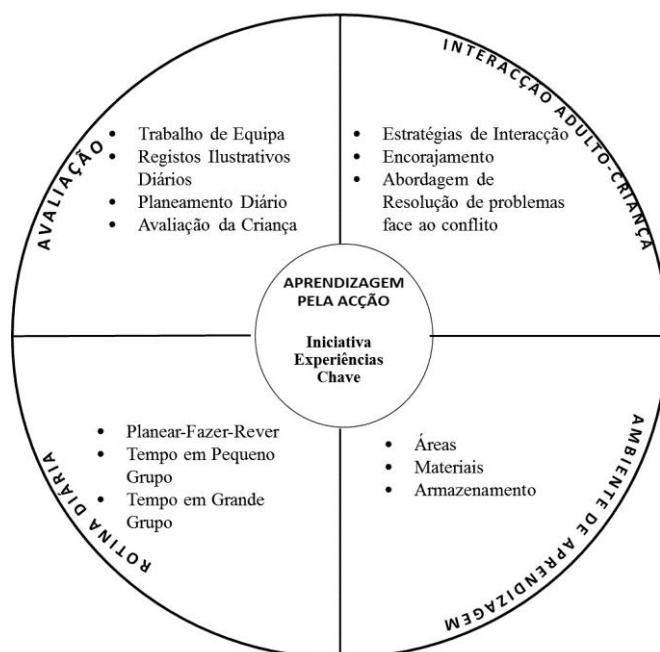 AVALIAÇÃO
• Trabalho de Equipa
• Registos Ilustrativos
Diários
• Planeamento Diário
• Avaliação da Criança
INTERACÇÃO ADULTO-CRIANÇA
• Estratégias de Interacção
• Encorajamento
• Abordagem de
Resolução de problemas
face ao conflito
APRENDIZAGEM
PELA ACÇÃO
Iniciativa
Experiências
Chave
ROTINA DIÁRIA
• Planear-Fazer-Rever
• Tempo em Pequeno
Grupo
• Tempo em Grande
Grupo
AMBIENTE DE APRENDIZAGEM
• Áreas
• Materiais
• Armazenamento